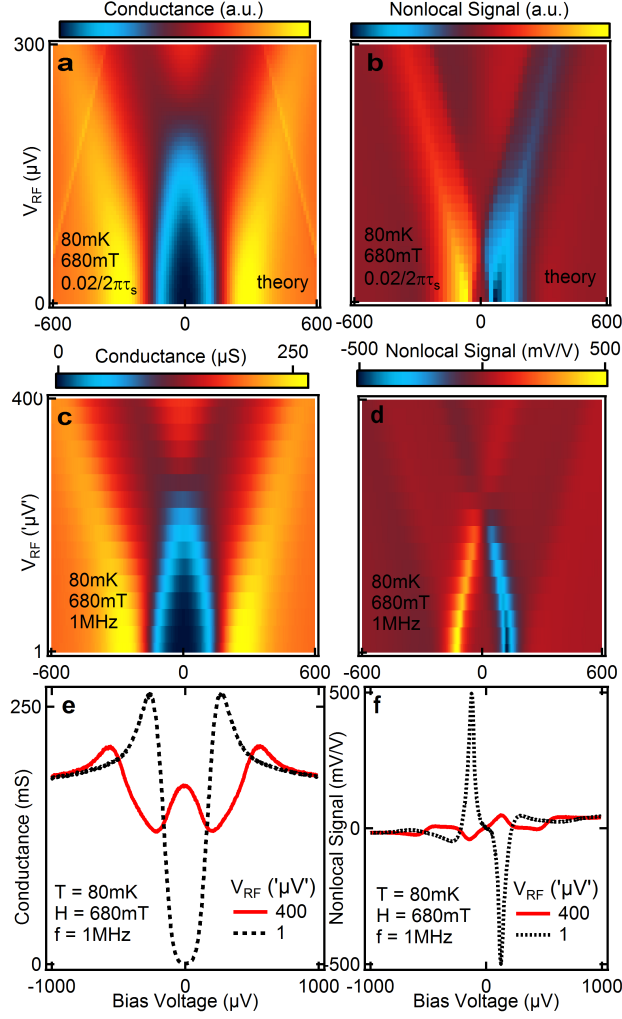 Conductance (a.u.)
Nonlocal Signal (a.u.)
300
a
b
V_RF (µV)
80mK
680mT
0.02/2πτ_s
theory
80mK
680mT
0.02/2πτ_s
theory
0
-600 0 600
-600 0 600
0 Conductance (µS) 250
-500 Nonlocal Signal (mV/V) 500
400
c
d
V_RF ('µV')
80mK
680mT
1MHz
80mK
680mT
1MHz
1
-600 0 600
-600 0 600
e
f
250
0
Conductance (mS)
500
0
-500
Nonlocal Signal (mV/V)
T = 80mK
H = 680mT
f = 1MHz
V_RF ('µV')
400
1
T = 80mK
H = 680mT
f = 1MHz
V_RF ('µV')
400
1
-1000 0 1000
Bias Voltage (µV)
-1000 0 1000
Bias Voltage (µV)